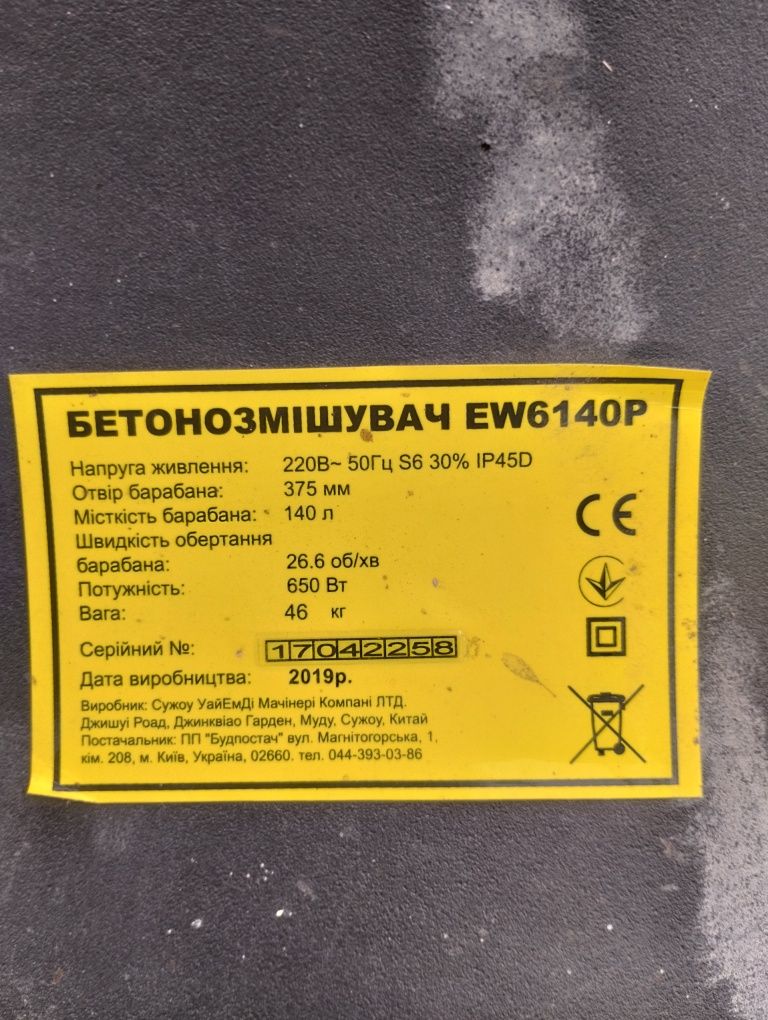 БЕТОНОЗМІШУВАЧ EW6140P
Напруга живлення: 220В~ 50Гц S6 30% IP45D
Отвір барабана: 375 мм
Місткість барабана: 140 л
Швидкість обертання
барабана: 26.6 об/хв
Потужність: 650 Вт
Вага: 46 кг
Серійний №: 17042258
Дата виробництва: 2019р.
Виробник: Сужоу УайЕмДі Мачінері Компані ЛТД.
Джишуі Роад, Джинквіао Гарден, Муду, Сужоу, Китай
Постачальник: ПП "Будпостач" вул. Магнітогорська, 1,
кім. 208, м. Київ, Україна, 02660. тел. 044-393-03-86
CE